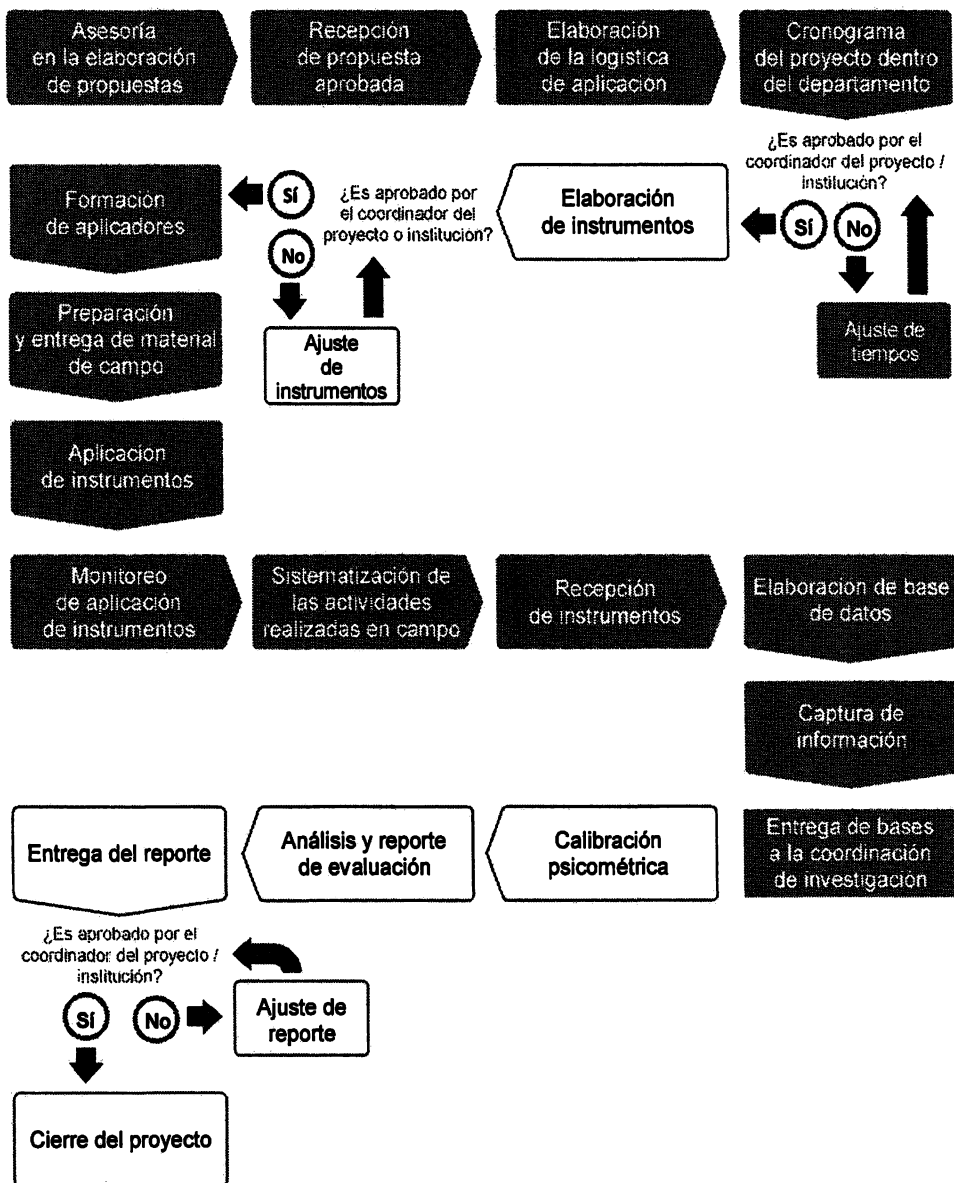 Asesoría
en la elaboración
de propuestas
Recepción
de propuesta
aprobada
Elaboración
de la logística
de aplicación
Cronograma
del proyecto dentro
del departamento
¿Es aprobado por el
coordinador del proyecto /
institución?
Sí
No
Ajuste de
tiempos
Elaboración
de instrumentos
¿Es aprobado por
el coordinador del
proyecto o institución?
Sí
No
Ajuste
de
instrumentos
Formación
de aplicadores
Preparación
y entrega de material
de campo
Aplicación
de instrumentos
Monitoreo
de aplicación
de instrumentos
Sistematización de
las actividades
realizadas en campo
Recepción
de instrumentos
Elaboración de base
de datos
Captura de
información
Entrega de bases
a la coordinación
de investigación
Calibración
psicométrica
Análisis y reporte
de evaluación
Entrega del reporte
¿Es aprobado por el
coordinador del proyecto /
institución?
Sí
No
Ajuste de
reporte
Cierre del proyecto